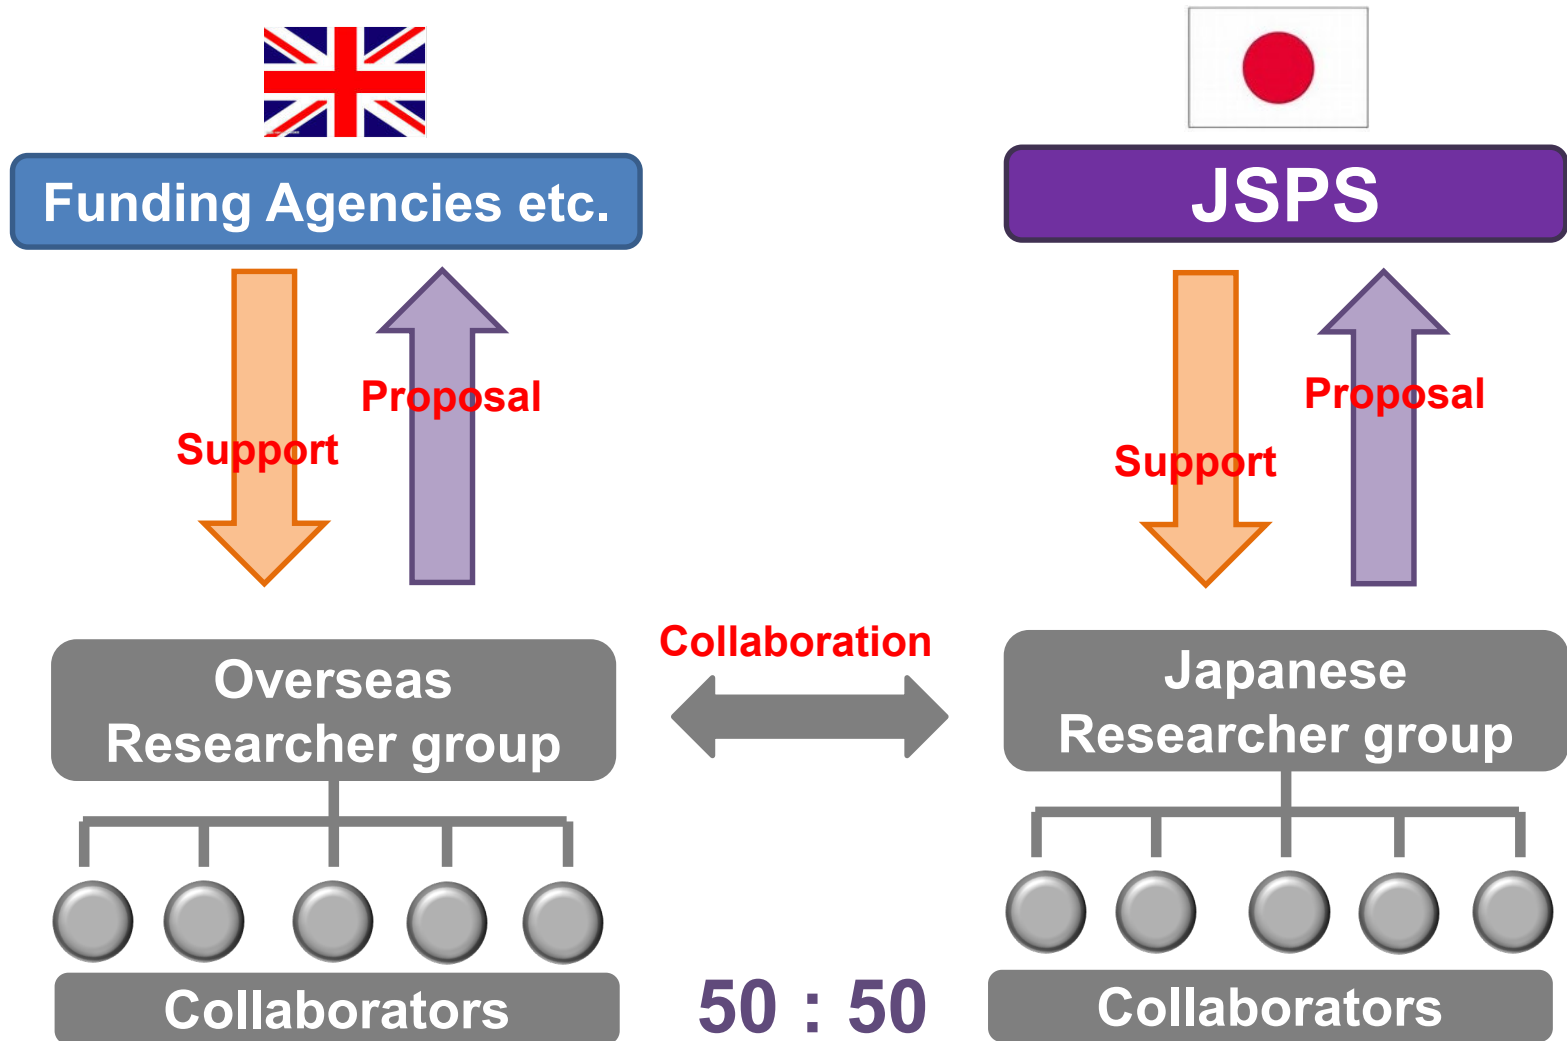 Funding Agencies etc.
JSPS
Proposal
Support
Proposal
Support
Collaboration
Overseas
Researcher group
Japanese
Researcher group
Collaborators
50 : 50
Collaborators